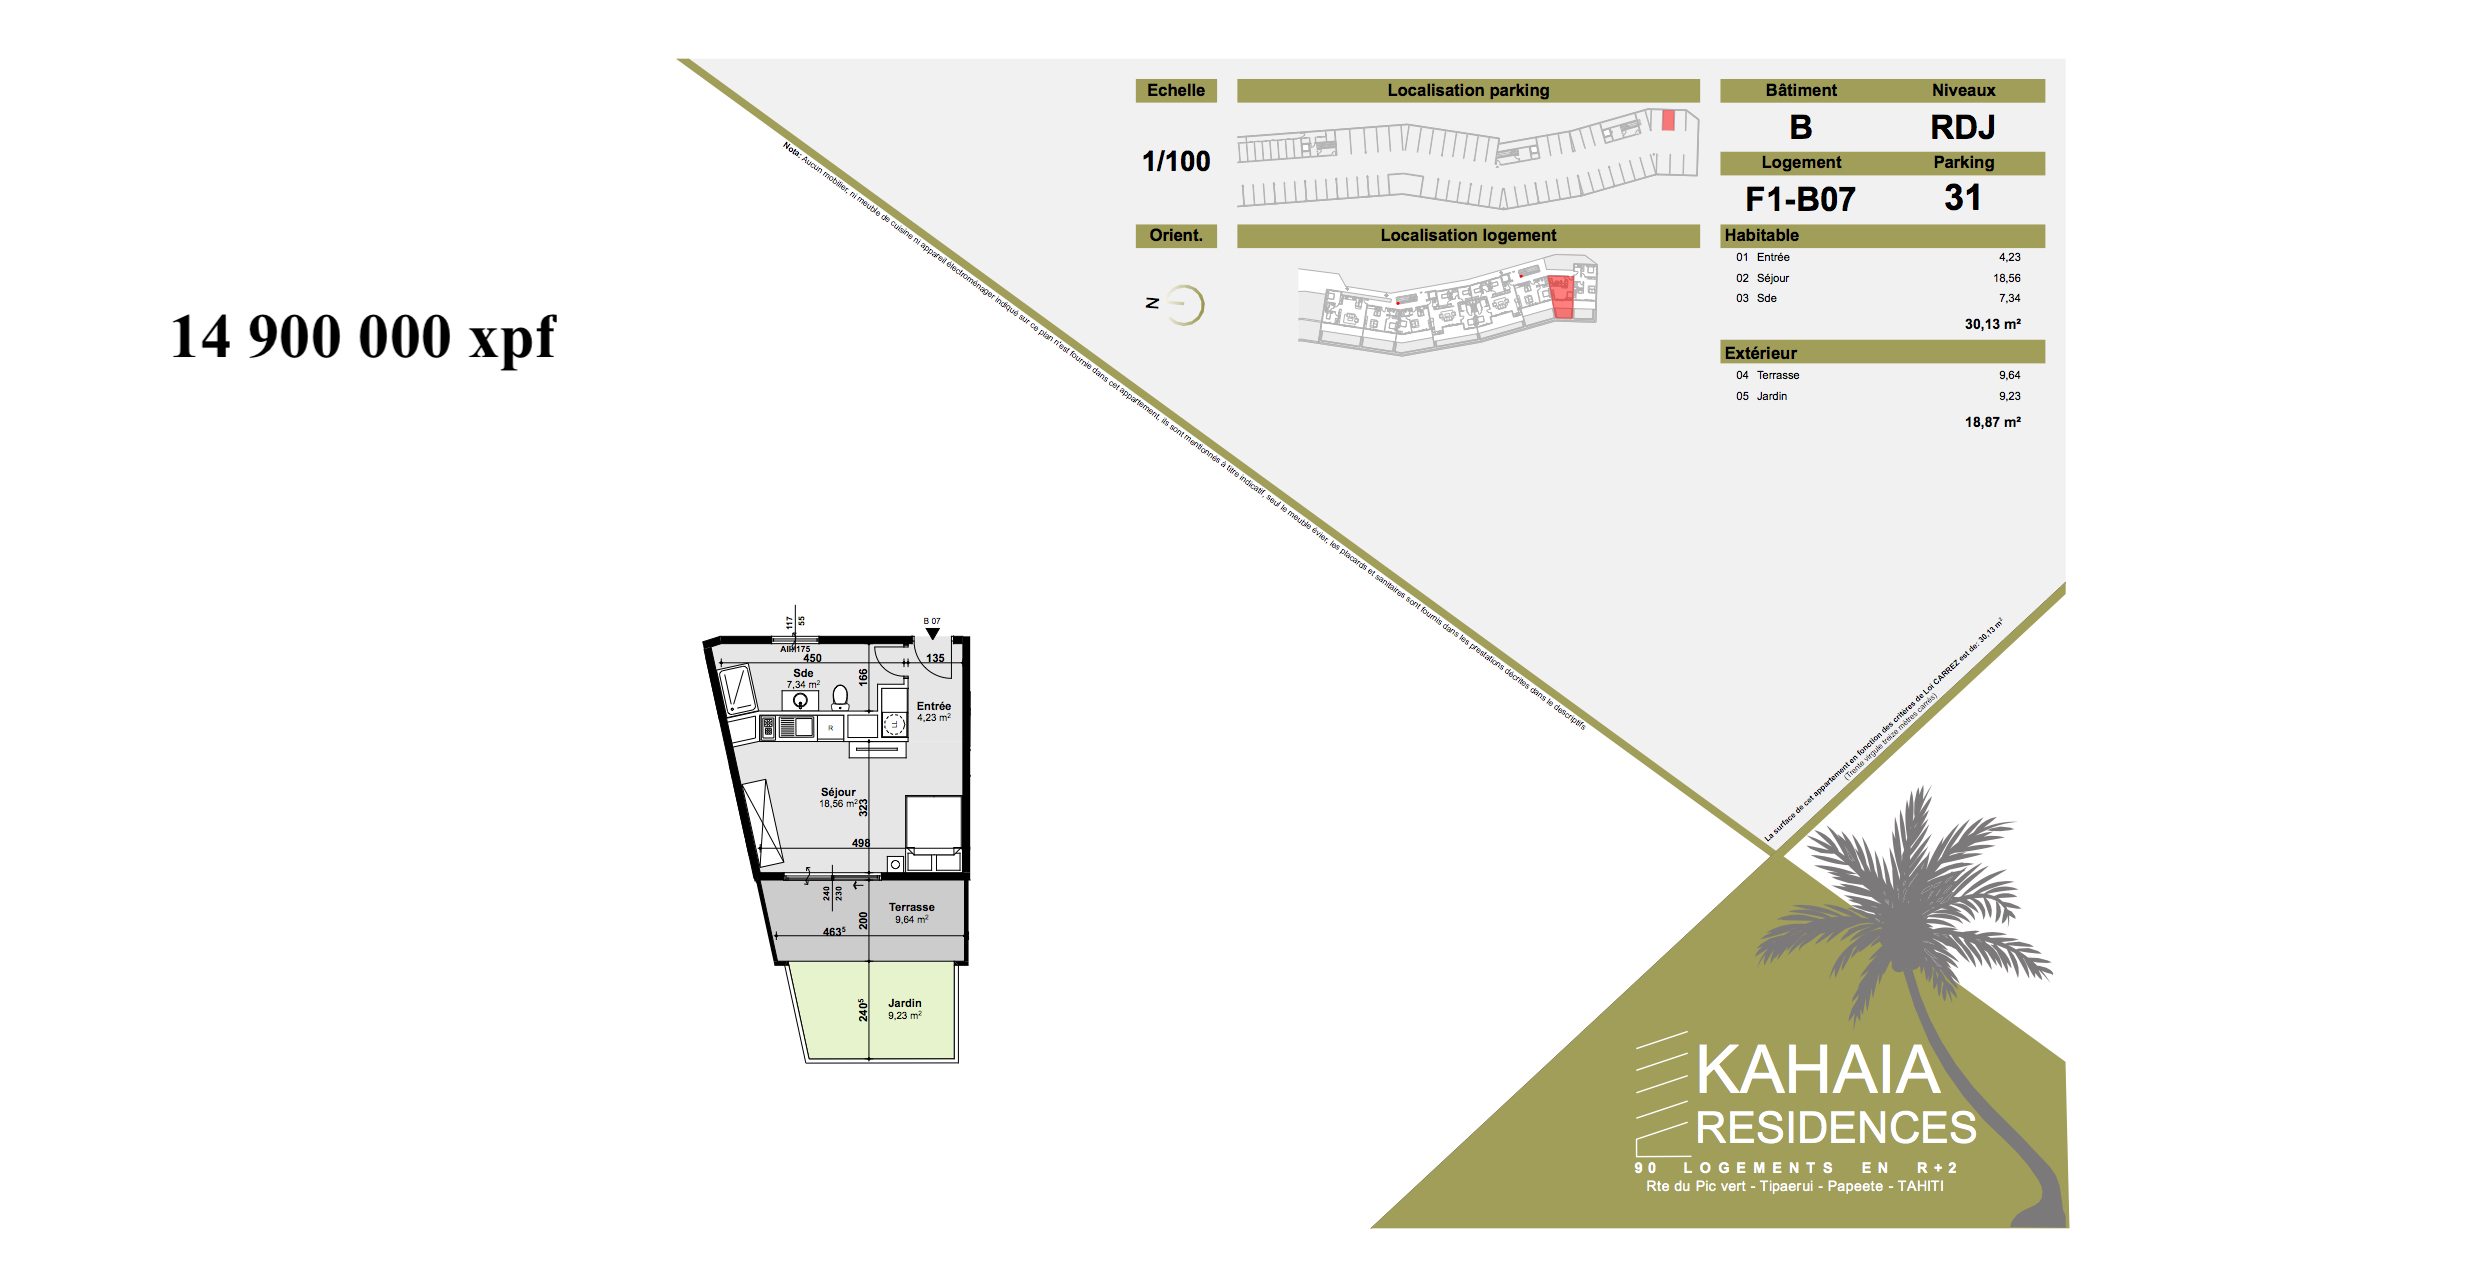 14 900 000 xpf
Echelle
1/100
Localisation parking
Bâtiment Niveaux
B RDJ
Logement Parking
F1-B07 31
Orient.
N
Localisation logement
Habitable
01 Entrée 4,23
02 Séjour 18,56
03 Sde 7,34
30,13 m²
Extérieur
04 Terrasse 9,64
05 Jardin 9,23
18,87 m²
Nota: Aucun mobilier, ni meuble de cuisine ni appareil électroménager indiqué sur ce plan n'est fournie dans cet appartement, ils sont mentionnés à titre indicatif, seul le meuble évier, les placards et sanitaires sont fournis dans les prestations décrites dans le descriptifs
La surface de cet appartement en fonction des critères de Loi CARREZ est de: 30,13 m²
(Trente virgule treize mètres carrés)
117
55
B 07
All.175
450
135
Sde
7,34 m²
166
Entrée
4,23 m²
R
LL
Séjour
18,56 m²
323
498
240
230
Terrasse
9,64 m²
200
463⁵
Jardin
9,23 m²
240⁵
KAHAIA
RESIDENCES
90 LOGEMENTS EN R+2
Rte du Pic vert - Tipaerui - Papeete - TAHITI